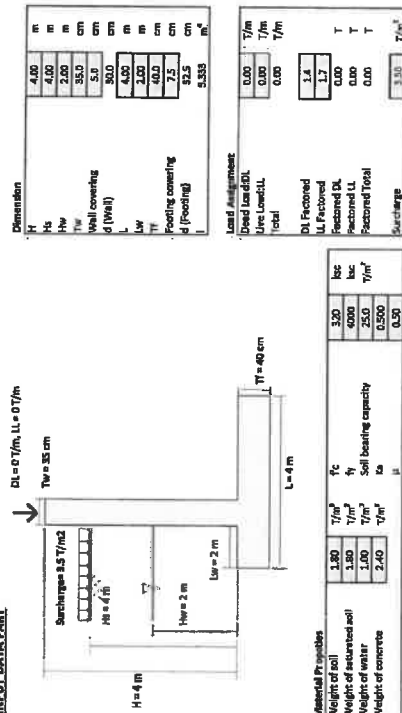 INPUT DATA PART
DL = 0 T/m, LL = 0 T/m
Tw = 35 cm
Surcharge= 3.5 T/m2
Hs = 4 m
H = 4 m
Hw = 2 m
Lw = 2 m
Tf = 40 cm
L = 4 m
Dimension
H 4.00 m
Hs 4.00 m
Hw 2.00 m
Tw 35.0 cm
Wall covering 5.0 cm
d (Wall) 30.0 cm
L 4.00 m
Lw 2.00 m
Tf 40.0 cm
Footing covering 7.5 cm
d (Footing) 32.5 cm
I 5.333 m⁴
Material Properties
Weight of soil 1.80 T/m³ f'c 320 ksc
Weight of saturated soil 1.80 T/m³ fy 4000 ksc
Weight of water 1.00 T/m³ Soil bearing capacity 25.0 T/m²
Weight of concrete 2.40 T/m³ Ka 0.500
μ 0.50
Load Assignment
Dead Load:DL 0.00 T/m
Live Load:LL 0.00 T/m
Total 0.00 T/m
DL Factored 1.4
LL Factored 1.7
Factored DL 0.00 T
Factored LL 0.00 T
Factored Total 0.00 T
Surcharge 3.50 T/m²